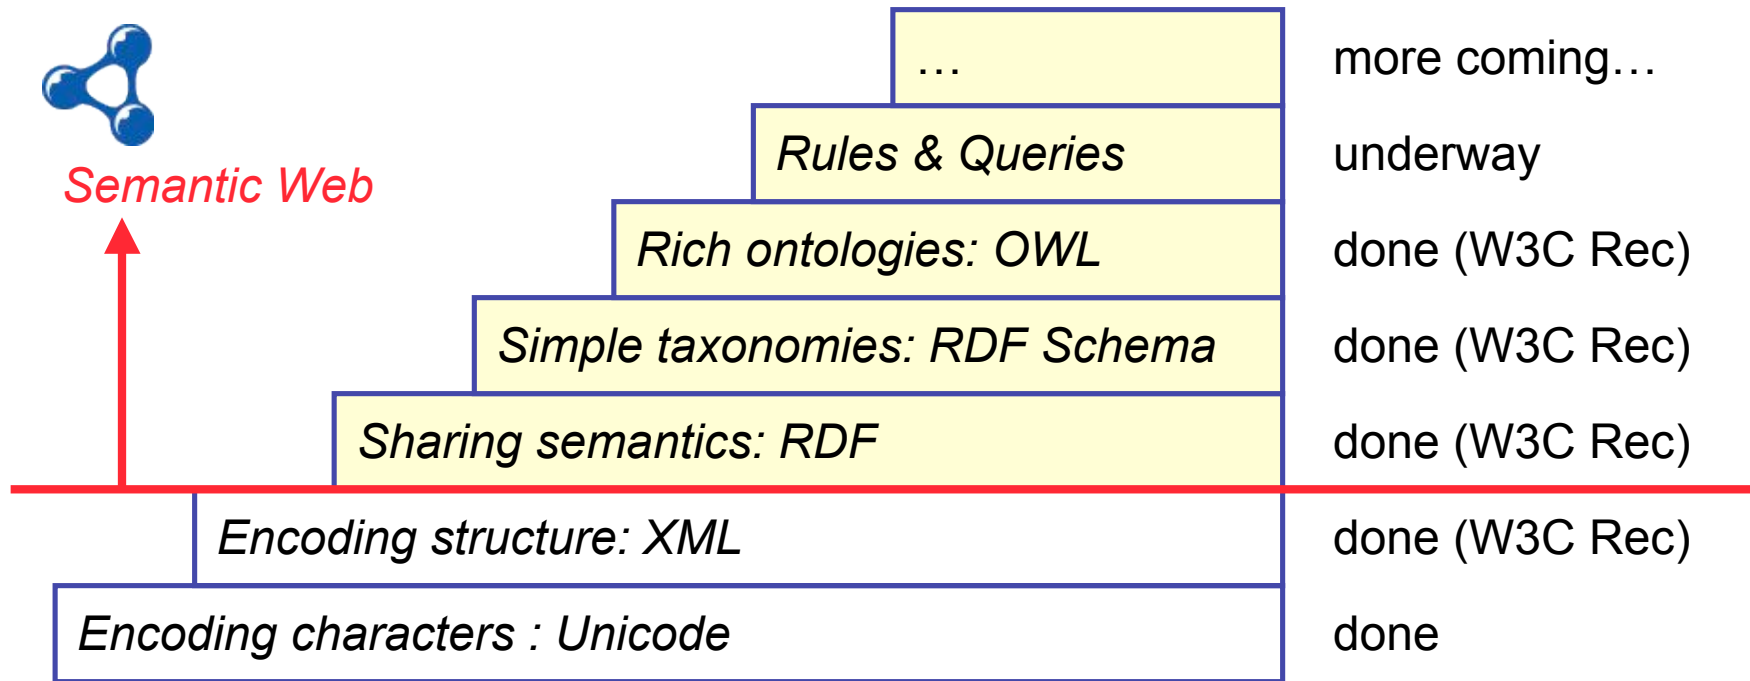 … more coming…
Rules & Queries underway
Semantic Web
Rich ontologies: OWL done (W3C Rec)
Simple taxonomies: RDF Schema done (W3C Rec)
Sharing semantics: RDF done (W3C Rec)
Encoding structure: XML done (W3C Rec)
Encoding characters : Unicode done